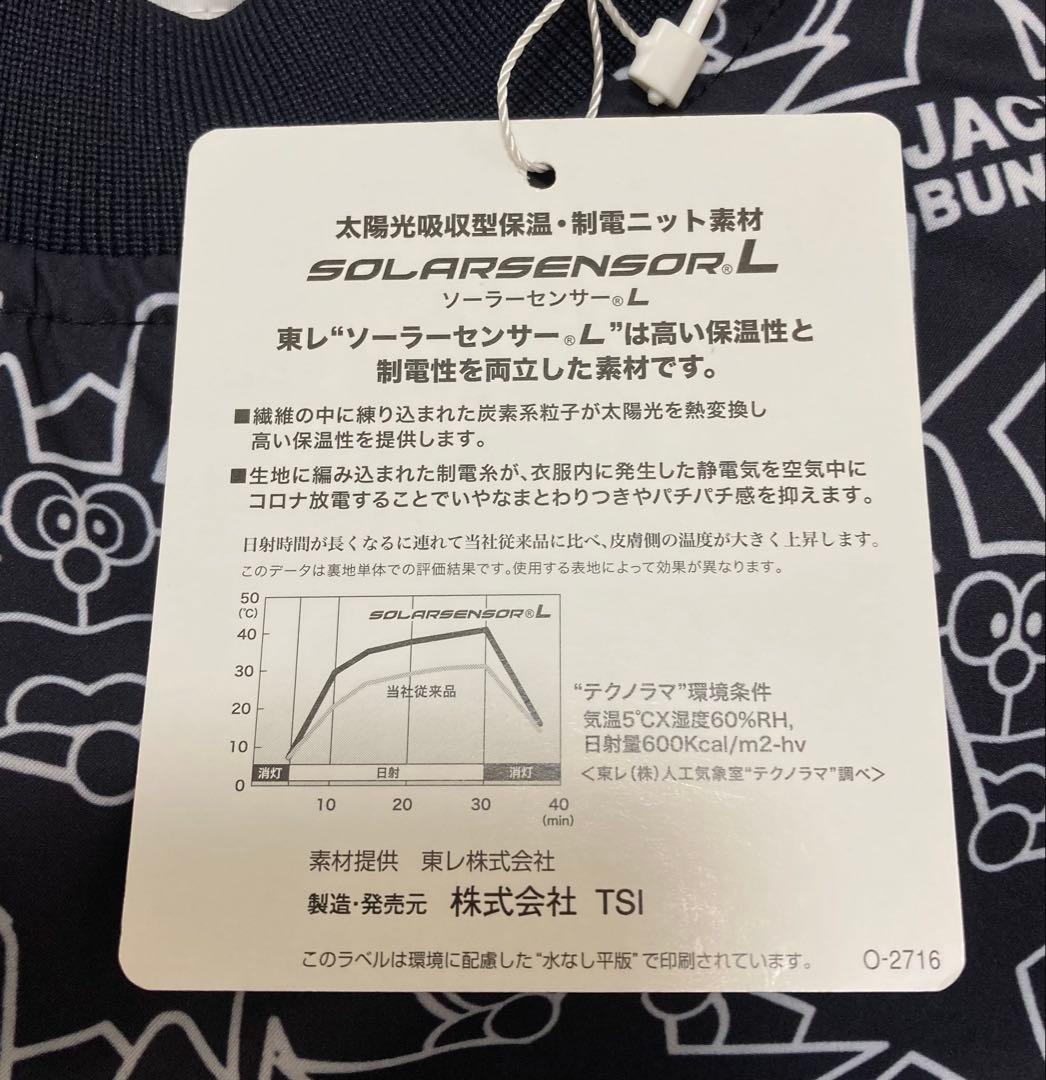 JAC
BUN
太陽光吸収型保温・制電ニット素材
SOLARSENSOR®L
ソーラーセンサー®L
東レ“ソーラーセンサー®L”は高い保温性と
制電性を両立した素材です。
■繊維の中に練り込まれた炭素系粒子が太陽光を熱変換し
高い保温性を提供します。
■生地に編み込まれた制電糸が、衣服内に発生した静電気を空気中に
コロナ放電することでいやなまとわりつきやパチパチ感を抑えます。
日射時間が長くなるに連れて当社従来品に比べ、皮膚側の温度が大きく上昇します。
このデータは裏地単体での評価結果です。使用する表地によって効果が異なります。
50
(℃)
40
30
20
10
0
SOLARSENSOR®L
当社従来品
消灯 日射 消灯
10 20 30 40
(min)
“テクノラマ”環境条件
気温5℃X湿度60%RH,
日射量600Kcal/m2-hv
<東レ(株)人工気象室“テクノラマ”調べ>
素材提供 東レ株式会社
製造・発売元 株式会社 TSI
このラベルは環境に配慮した“水なし平版”で印刷されています。 O-2716